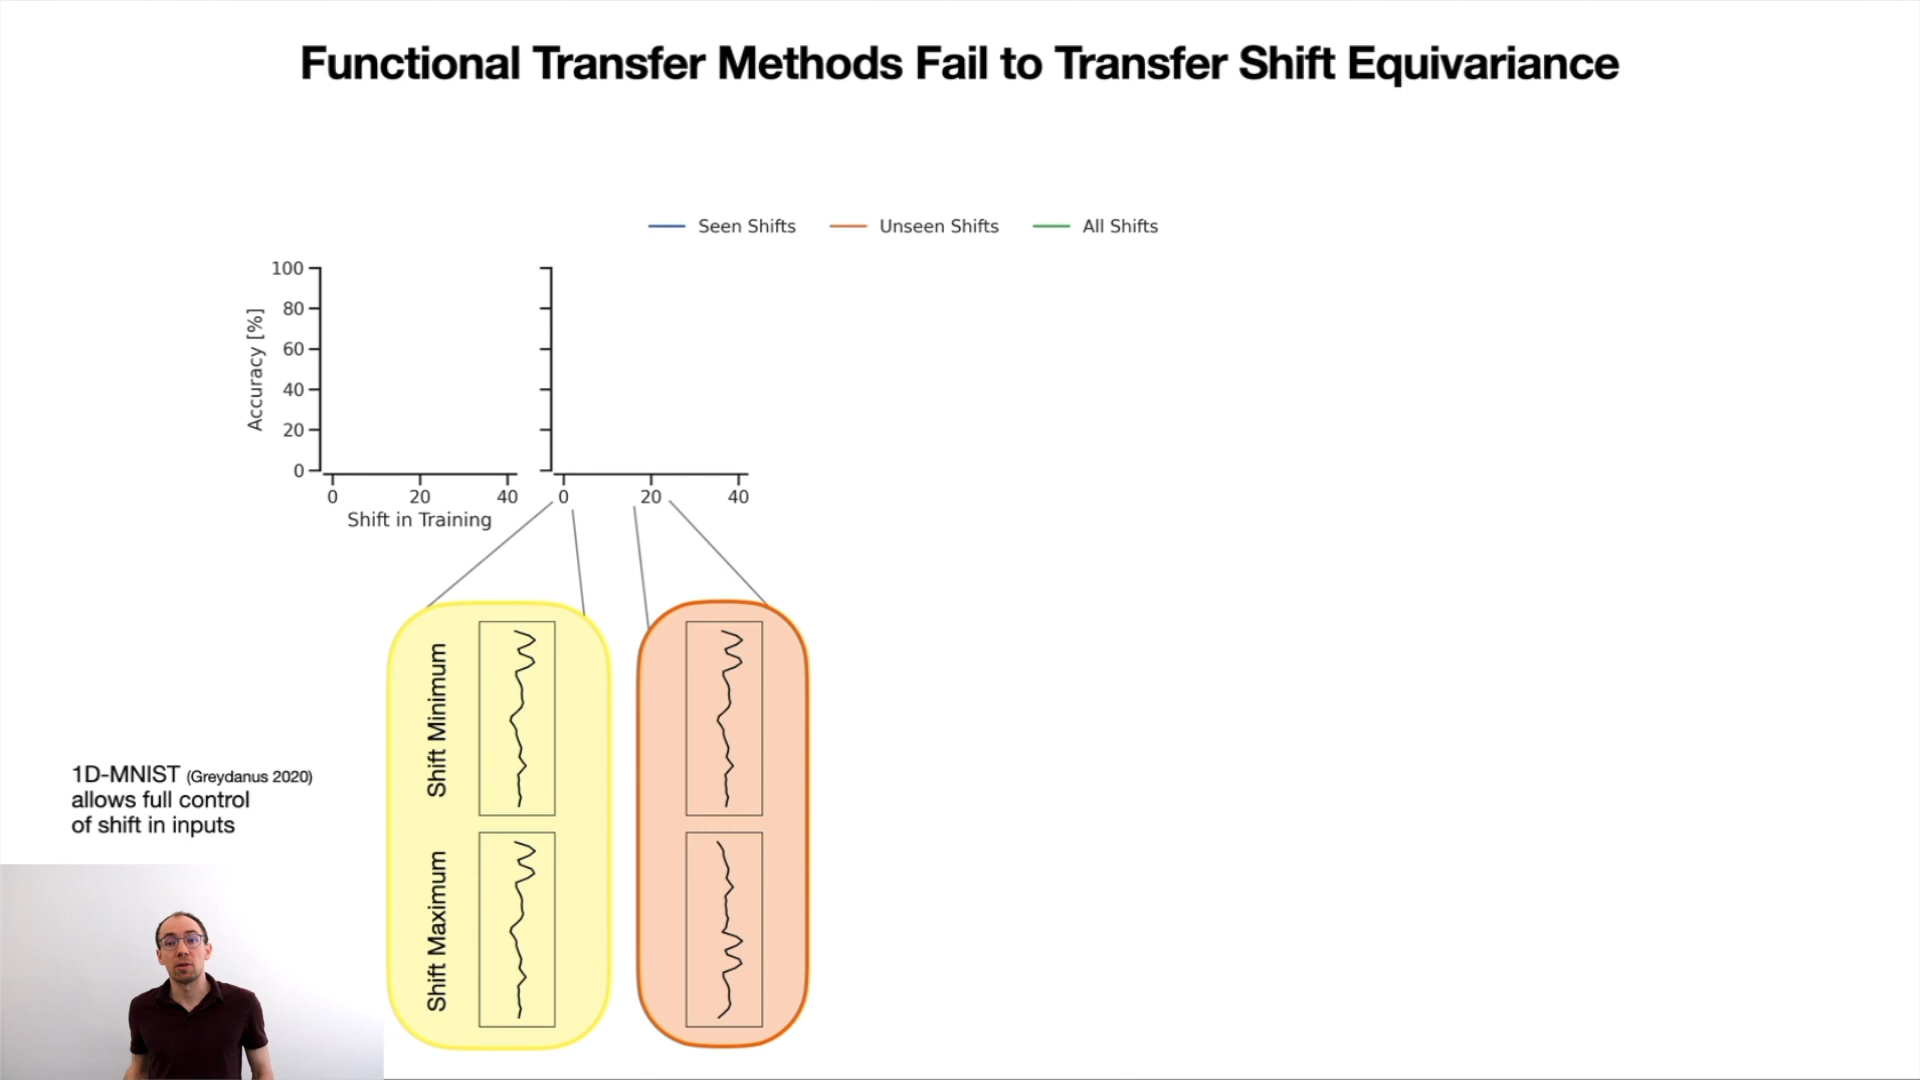 Functional Transfer Methods Fail to Transfer Shift Equivariance
Seen Shifts Unseen Shifts All Shifts
Accuracy [%]
100
80
60
40
20
0
0 20 40
Shift in Training
0 20 40
Shift Minimum
Shift Maximum
1D-MNIST (Greydanus 2020)
allows full control
of shift in inputs